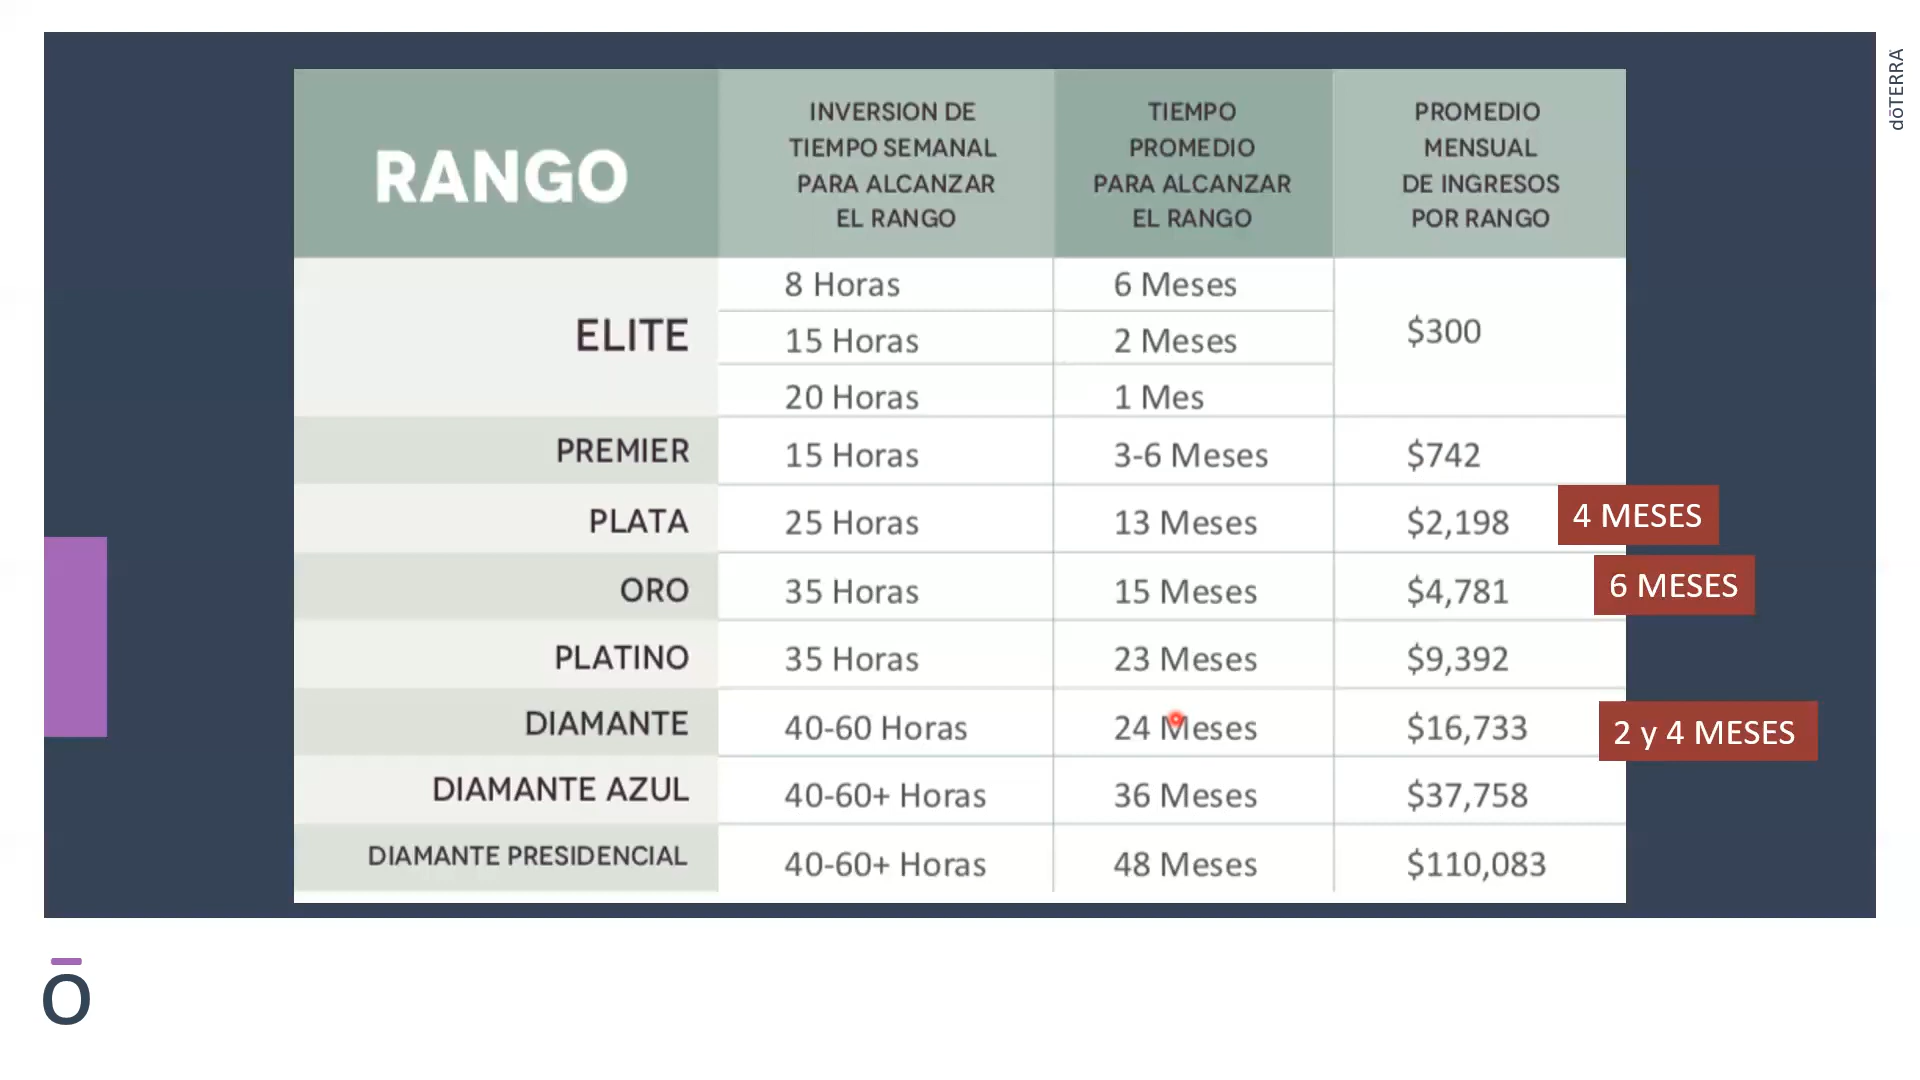 dōTERRA
RANGO
INVERSION DE
TIEMPO SEMANAL
PARA ALCANZAR
EL RANGO
TIEMPO
PROMEDIO
PARA ALCANZAR
EL RANGO
PROMEDIO
MENSUAL
DE INGRESOS
POR RANGO
ELITE
8 Horas 6 Meses
15 Horas 2 Meses
20 Horas 1 Mes
$300
PREMIER 15 Horas 3-6 Meses $742
PLATA 25 Horas 13 Meses $2,198 4 MESES
ORO 35 Horas 15 Meses $4,781 6 MESES
PLATINO 35 Horas 23 Meses $9,392
DIAMANTE 40-60 Horas 24 Meses $16,733 2 y 4 MESES
DIAMANTE AZUL 40-60+ Horas 36 Meses $37,758
DIAMANTE PRESIDENCIAL 40-60+ Horas 48 Meses $110,083
ō